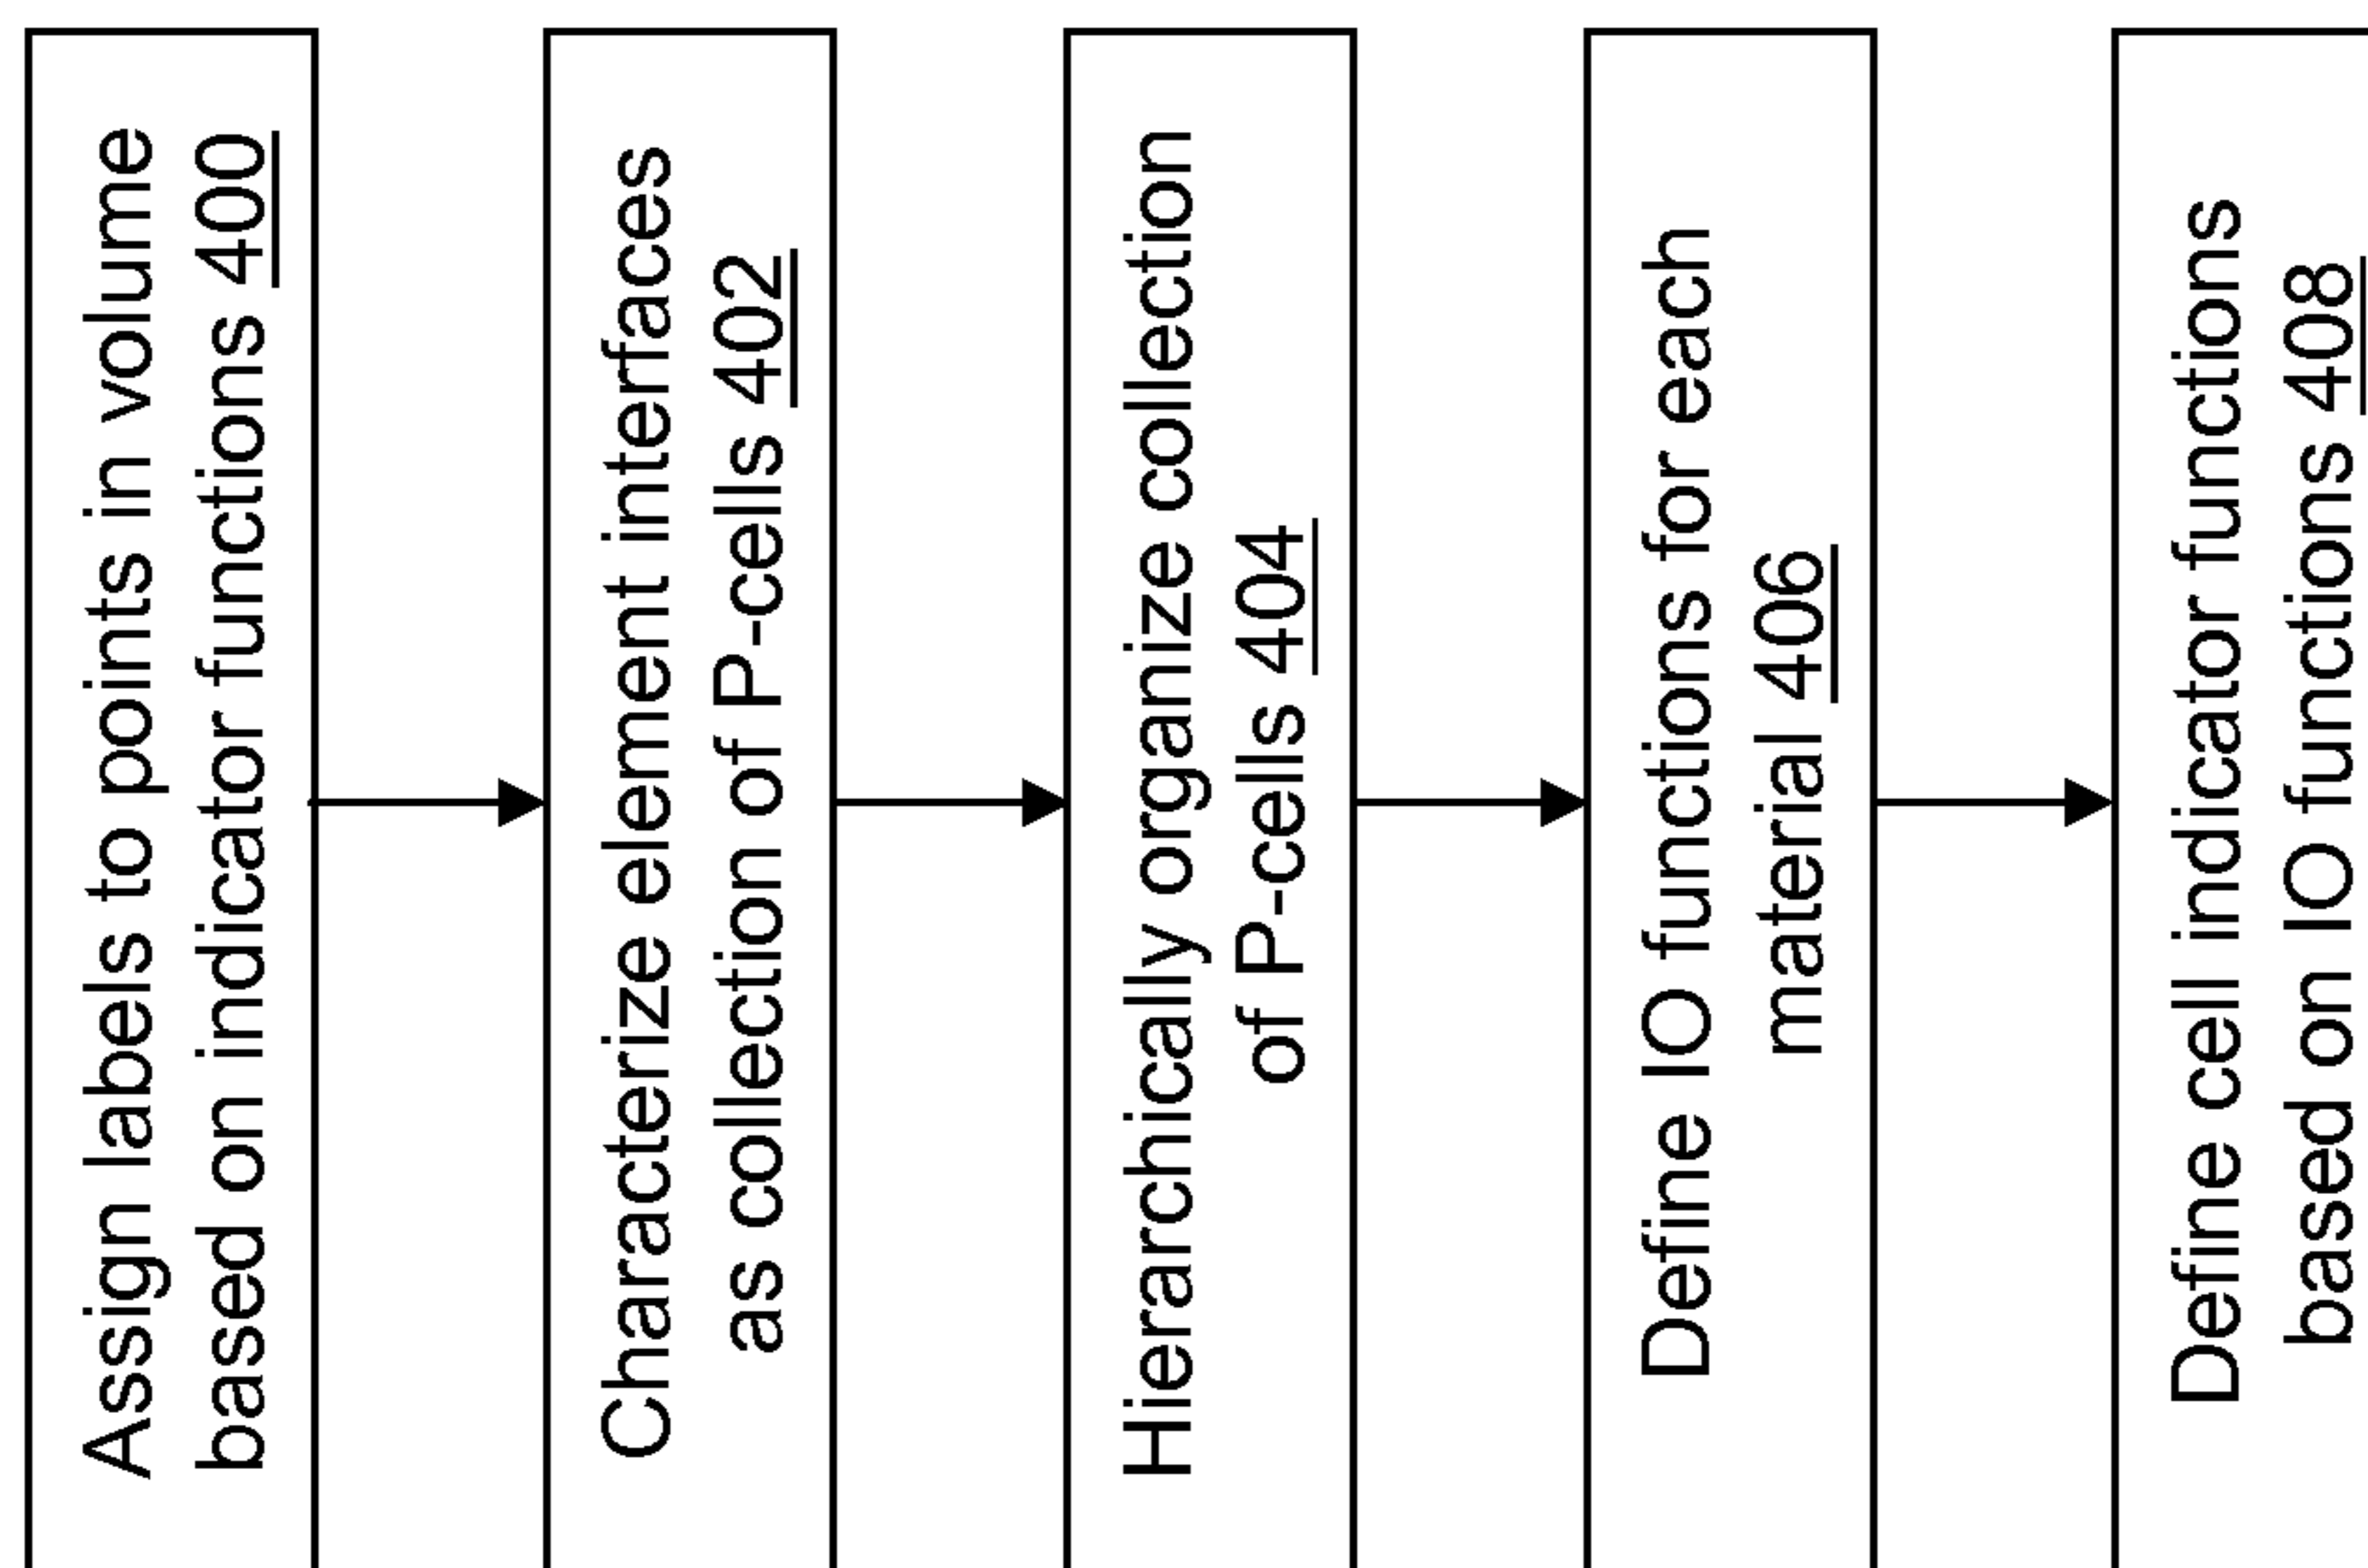 Assign labels to points in volume
based on indicator functions 400
Characterize element interfaces
as collection of P-cells 402
Hierarchically organize collection
of P-cells 404
Define IO functions for each
material 406
Define cell indicator functions
based on IO functions 408